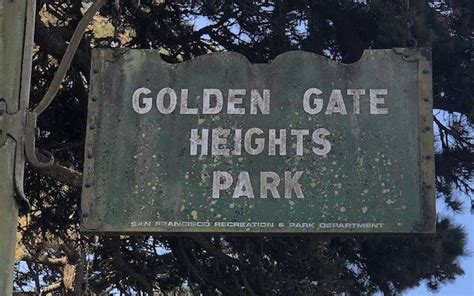 GOLDEN GATE
HEIGHTS
PARK
SAN FRANCISCO RECREATION & PARK DEPARTMENT